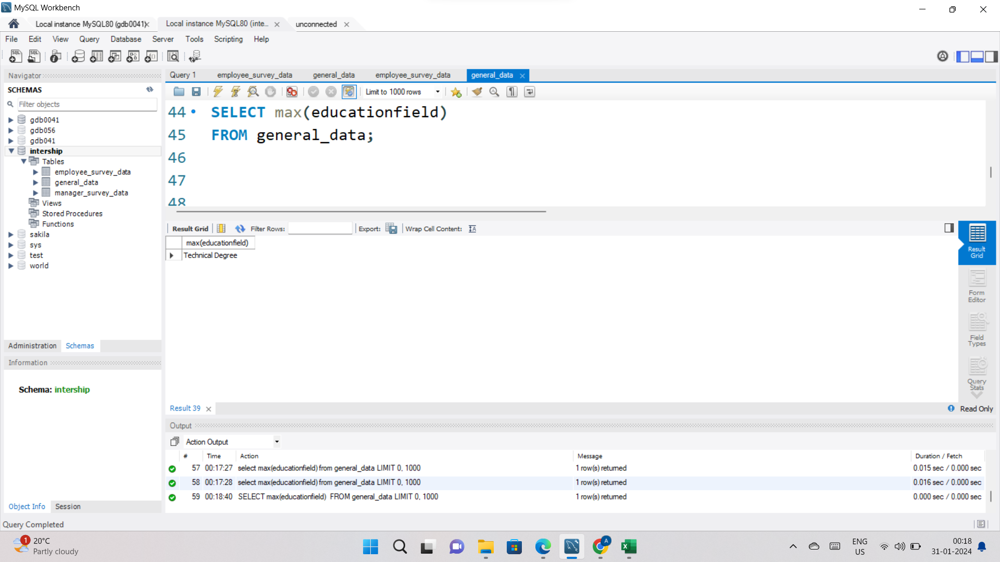 MySQL Workbench
Local instance MySQL80 (gdb0041)
Local instance MySQL80 (inte...
unconnected
File Edit View Query Database Server Tools Scripting Help
Navigator
SCHEMAS
Filter objects
gdb0041
gdb056
gdb041
intership
Tables
employee_survey_data
general_data
manager_survey_data
Views
Stored Procedures
Functions
sakila
sys
test
world
Administration Schemas
Information
Schema: intership
Object Info Session
Query 1 employee_survey_data general_data employee_survey_data general_data
Limit to 1000 rows
44 SELECT max(educationfield)
45 FROM general_data;
46
47
48
Result Grid Filter Rows: Export: Wrap Cell Content:
max(educationfield)
Technical Degree
Result Grid
Form Editor
Field Types
Query Stats
Result 39
Read Only
Output
Action Output
# Time Action Message Duration / Fetch
57 00:17:27 select max(educationfield) from general_data LIMIT 0, 1000 1 row(s) returned 0.015 sec / 0.000 sec
58 00:17:28 select max(educationfield) from general_data LIMIT 0, 1000 1 row(s) returned 0.016 sec / 0.000 sec
59 00:18:40 SELECT max(educationfield) FROM general_data LIMIT 0, 1000 1 row(s) returned 0.000 sec / 0.000 sec
Query Completed
1
20°C
Partly cloudy
A
ENG
US
00:18
31-01-2024